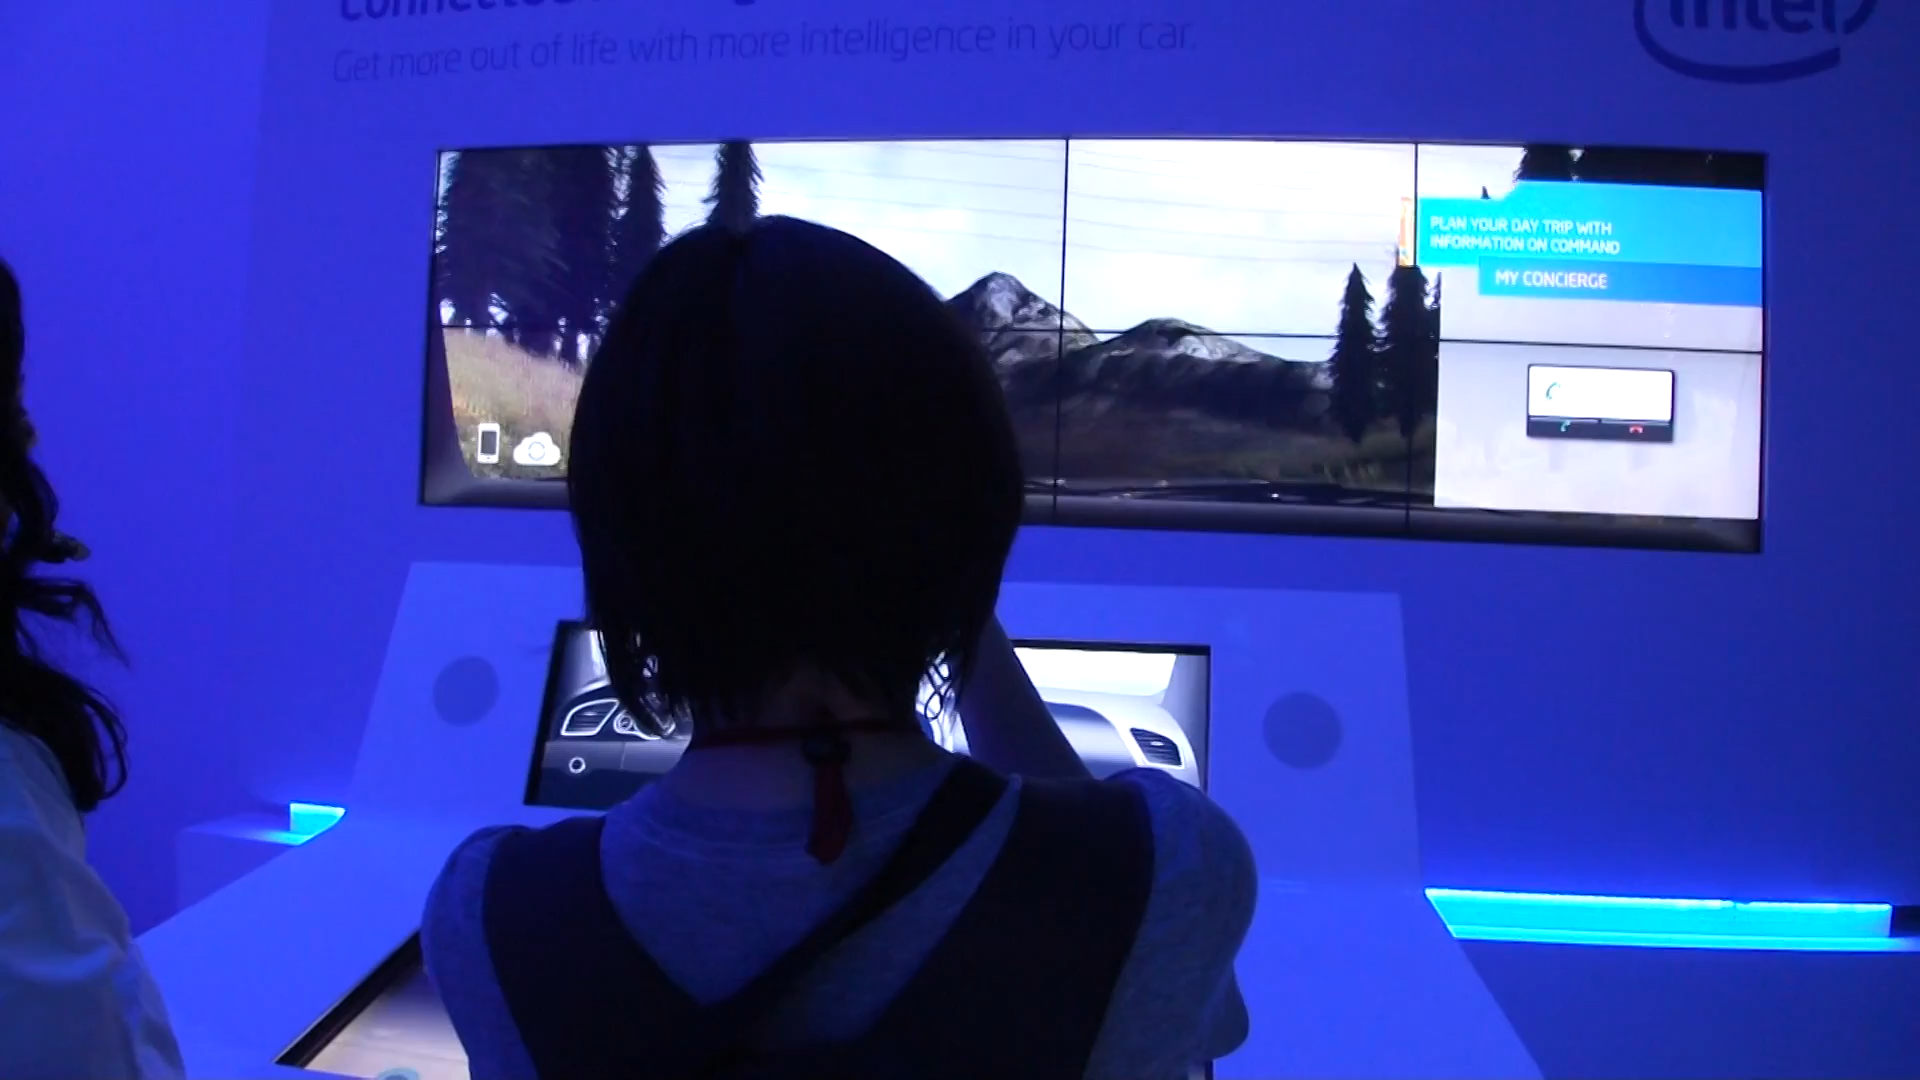 Connected
Get more out of life with more intelligence in your car.
intel
PLAN YOUR DAY TRIP WITH
INFORMATION ON COMMAND
MY CONCIERGE